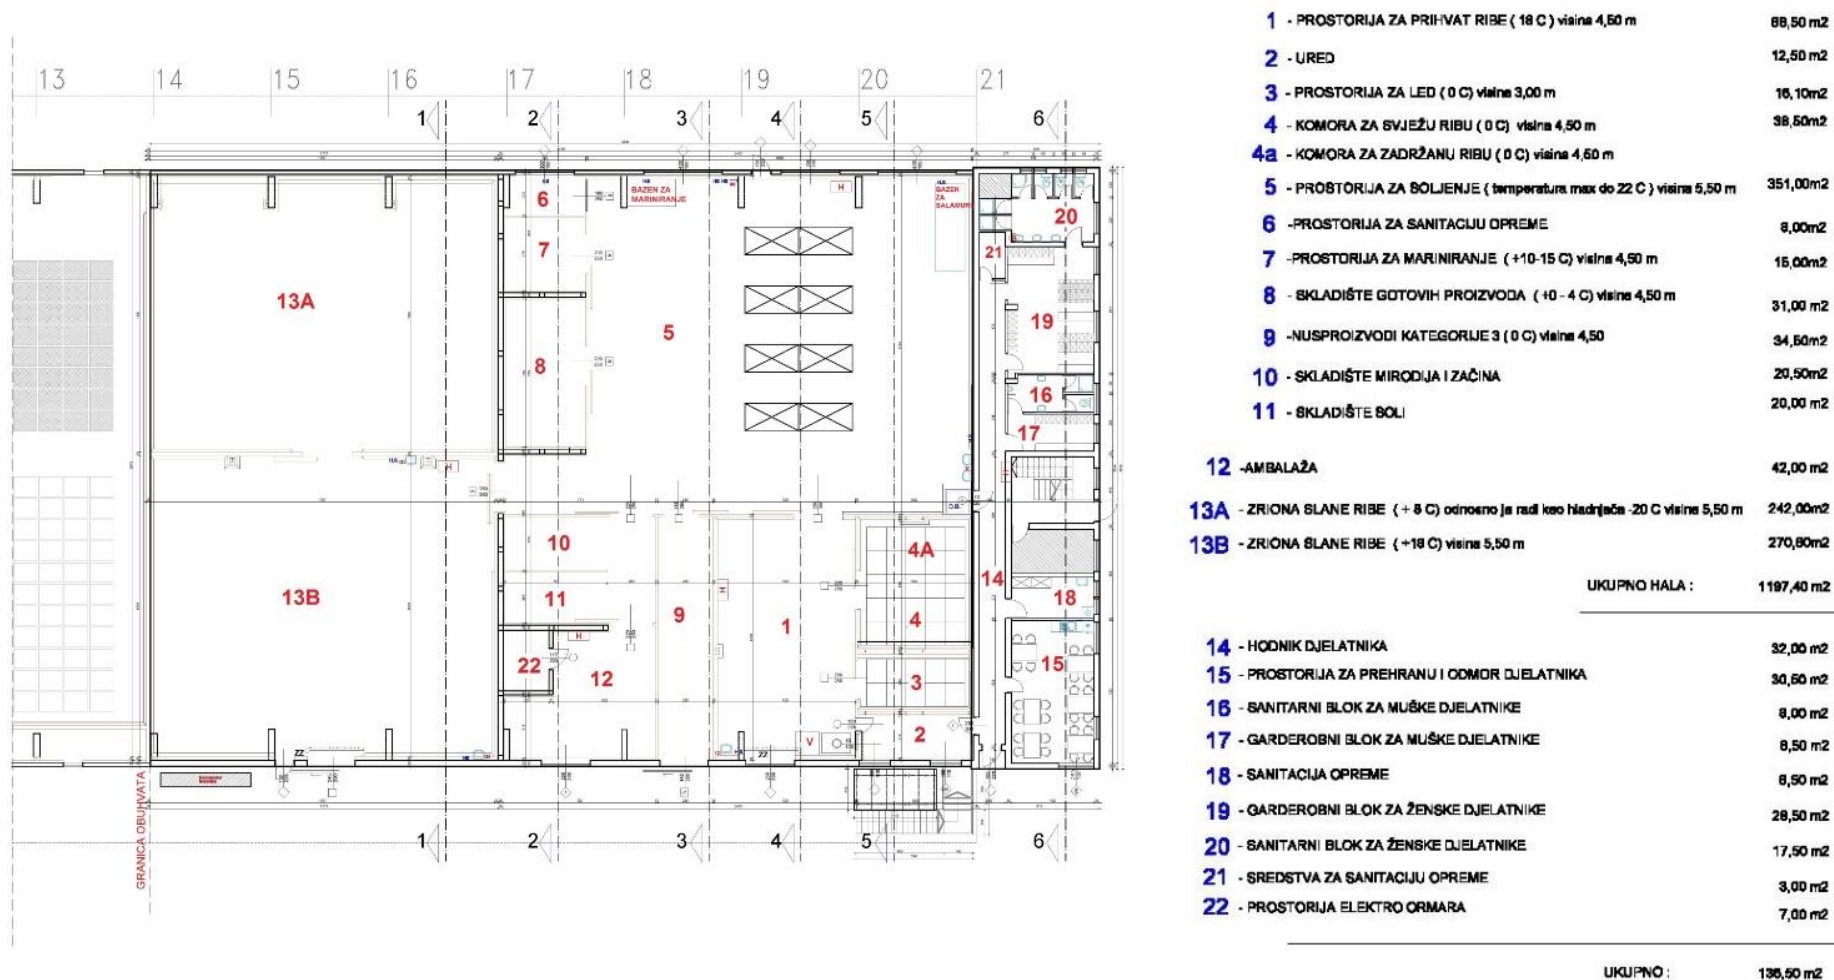 13 14 15 16 17 18 19 20 21
1 2 3 4 5 6
BAZEN ZA
MARINIRANJE
H
BAZEN
ZA
SALAMURU
6
20
7
21
13A
19
5
8
16
17
H
H
10
4A
14
13B
11
H
9
1
4
18
H
22
12
15
3
2
ZZ
ZZ
V
GRANICA OBUHVATA
1 2 3 4 5 6
1 - PROSTORIJA ZA PRIHVAT RIBE ( 18 C ) visina 4,50 m 68,50 m2
2 - URED 12,50 m2
3 - PROSTORIJA ZA LED ( 0 C) visina 3,00 m 16,10m2
4 - KOMORA ZA SVJEŽU RIBU ( 0 C) visina 4,50 m 38,50m2
4a - KOMORA ZA ZADRŽANU RIBU ( 0 C) visina 4,50 m
5 - PROSTORIJA ZA SOLJENJE ( temperatura max do 22 C ) visina 5,50 m 351,00m2
6 -PROSTORIJA ZA SANITACIJU OPREME 8,00m2
7 -PROSTORIJA ZA MARINIRANJE ( +10-15 C) visina 4,50 m 15,00m2
8 - SKLADIŠTE GOTOVIH PROIZVODA ( +0 - 4 C) visina 4,50 m 31,00 m2
9 -NUSPROIZVODI KATEGORIJE 3 ( 0 C) visina 4,50 34,50m2
10 - SKLADIŠTE MIRODIJA I ZAČINA 20,50m2
11 - SKLADIŠTE SOLI 20,00 m2
12 -AMBALAŽA 42,00 m2
13A - ZRIONA SLANE RIBE ( + 8 C) odnosno ja radi kao hladnjača -20 C visina 5,50 m 242,00m2
13B - ZRIONA SLANE RIBE ( +18 C) visina 5,50 m 270,80m2
UKUPNO HALA : 1197,40 m2
14 - HODNIK DJELATNIKA 32,00 m2
15 - PROSTORIJA ZA PREHRANU I ODMOR DJELATNIKA 30,50 m2
16 - SANITARNI BLOK ZA MUŠKE DJELATNIKE 8,00 m2
17 - GARDEROBNI BLOK ZA MUŠKE DJELATNIKE 8,50 m2
18 - SANITACIJA OPREME 6,50 m2
19 - GARDEROBNI BLOK ZA ŽENSKE DJELATNIKE 28,50 m2
20 - SANITARNI BLOK ZA ŽENSKE DJELATNIKE 17,50 m2
21 - SREDSTVA ZA SANITACIJU OPREME 3,00 m2
22 - PROSTORIJA ELEKTRO ORMARA 7,00 m2
UKUPNO : 136,50 m2